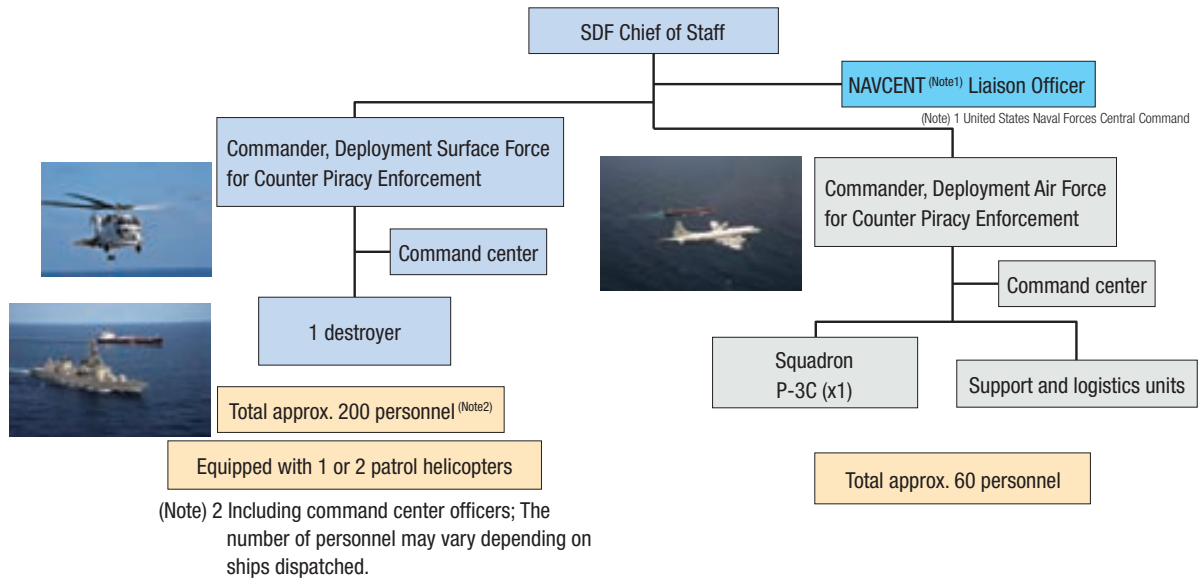 SDF Chief of Staff
NAVCENT (Note1) Liaison Officer
(Note) 1 United States Naval Forces Central Command
Commander, Deployment Surface Force
for Counter Piracy Enforcement
Command center
1 destroyer
Total approx. 200 personnel (Note2)
Equipped with 1 or 2 patrol helicopters
(Note) 2 Including command center officers; The
number of personnel may vary depending on
ships dispatched.
Commander, Deployment Air Force
for Counter Piracy Enforcement
Command center
Squadron
P-3C (x1)
Support and logistics units
Total approx. 60 personnel